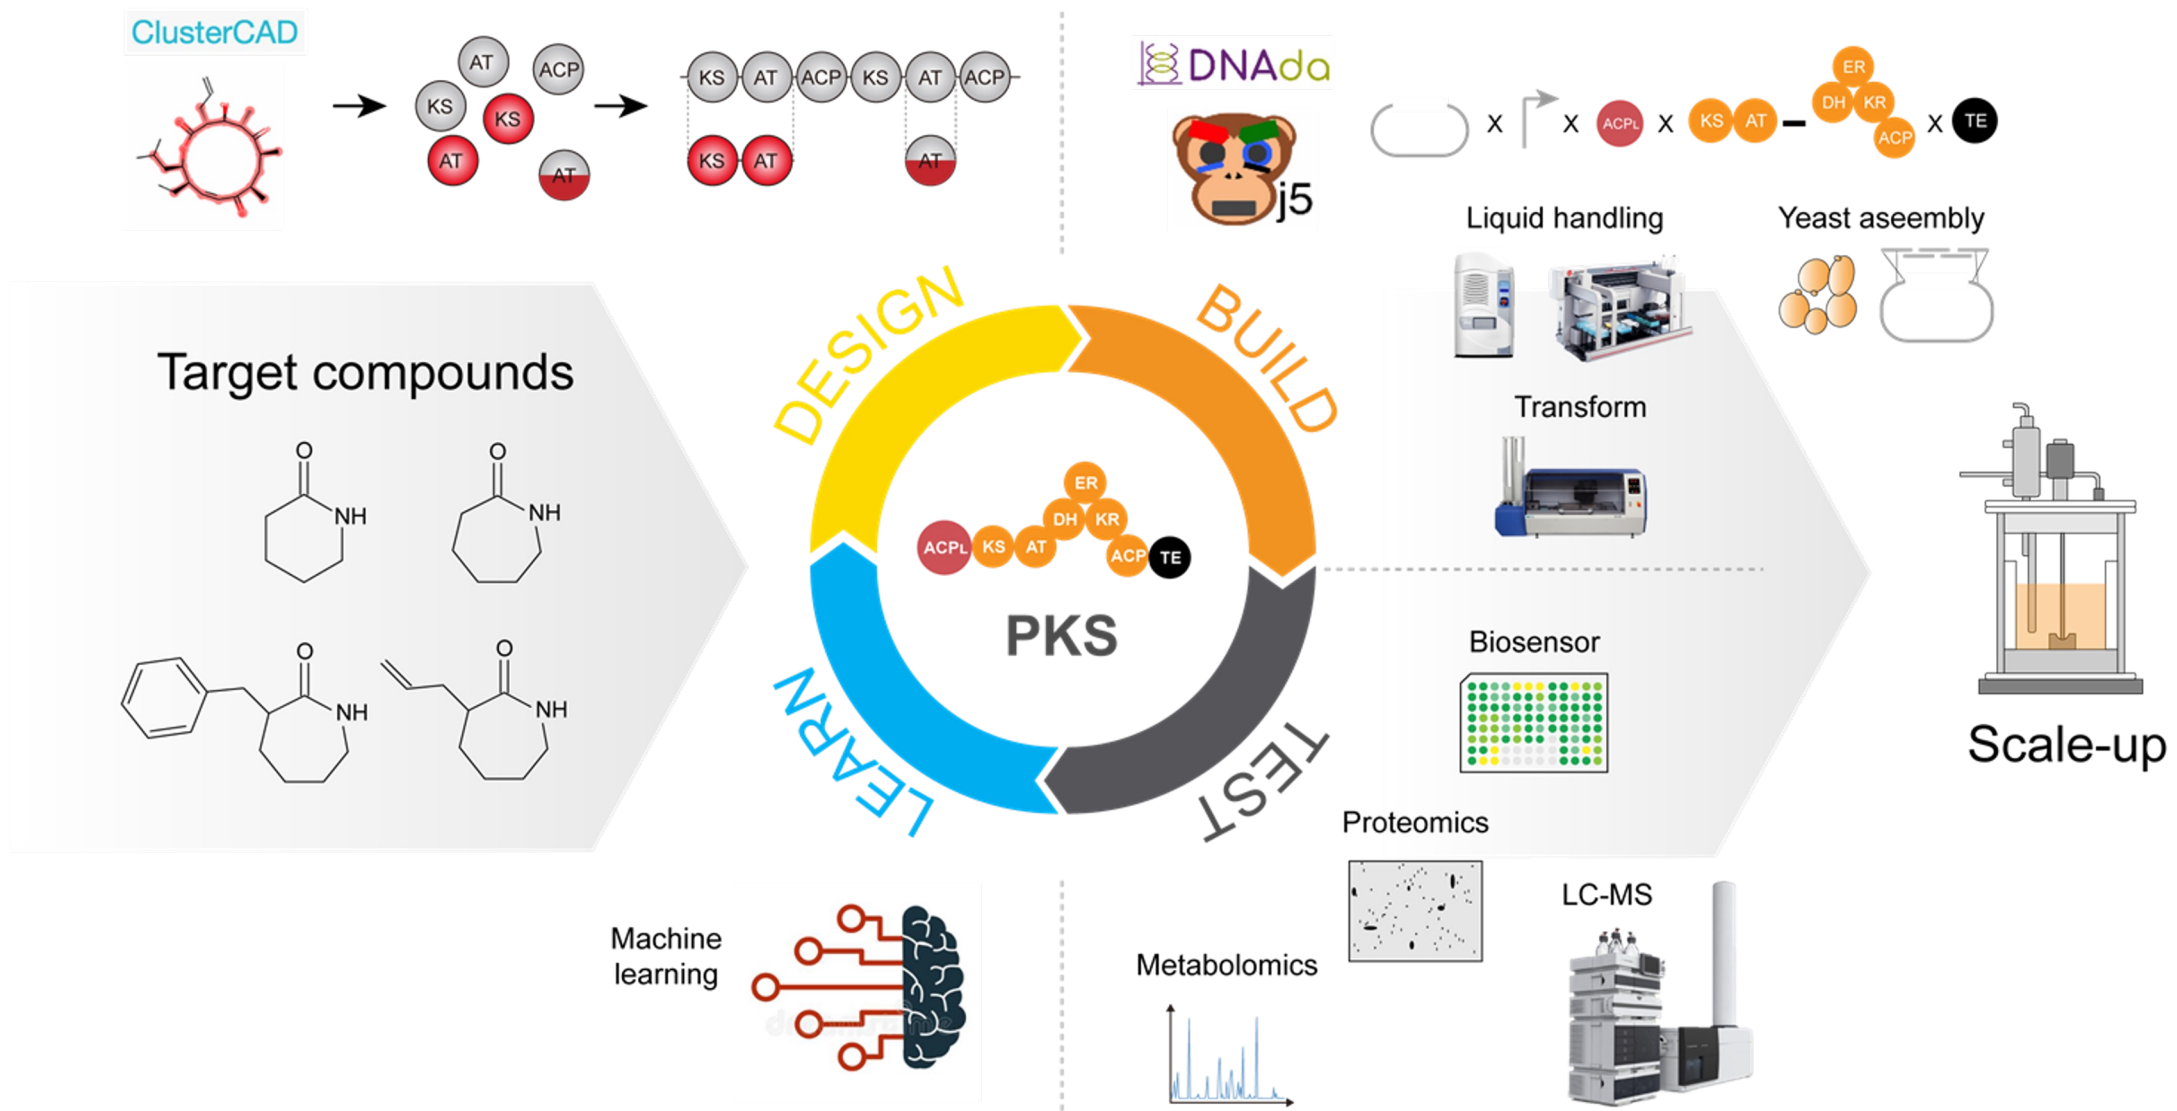 ClusterCAD
AT
ACP
KS
KS
AT
AT
KS AT ACP KS AT ACP
KS AT
AT
DNAda
j5
X X ACPL X KS AT ER DH KR ACP X TE
Liquid handling
Yeast aseembly
Transform
Target compounds
O
NH
O
NH
O
NH
O
NH
DESIGN
BUILD
TEST
LEARN
ACPL KS AT DH ER KR ACP TE
PKS
Biosensor
Proteomics
LC-MS
Metabolomics
Machine
learning
Scale-up